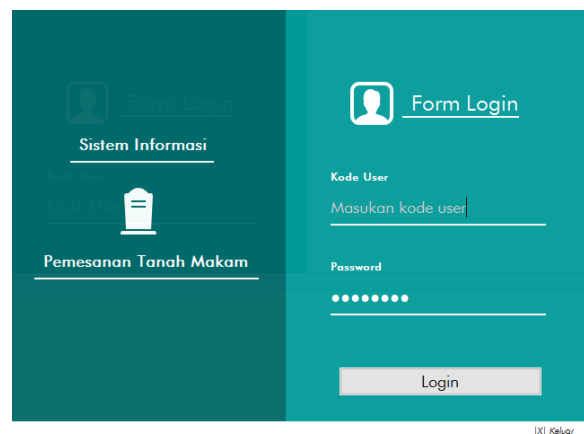 Sistem Informasi
Pemesanan Tanah Makam
Form Login
Kode User
Masukan kode user
Password
Login
|X| Keluar